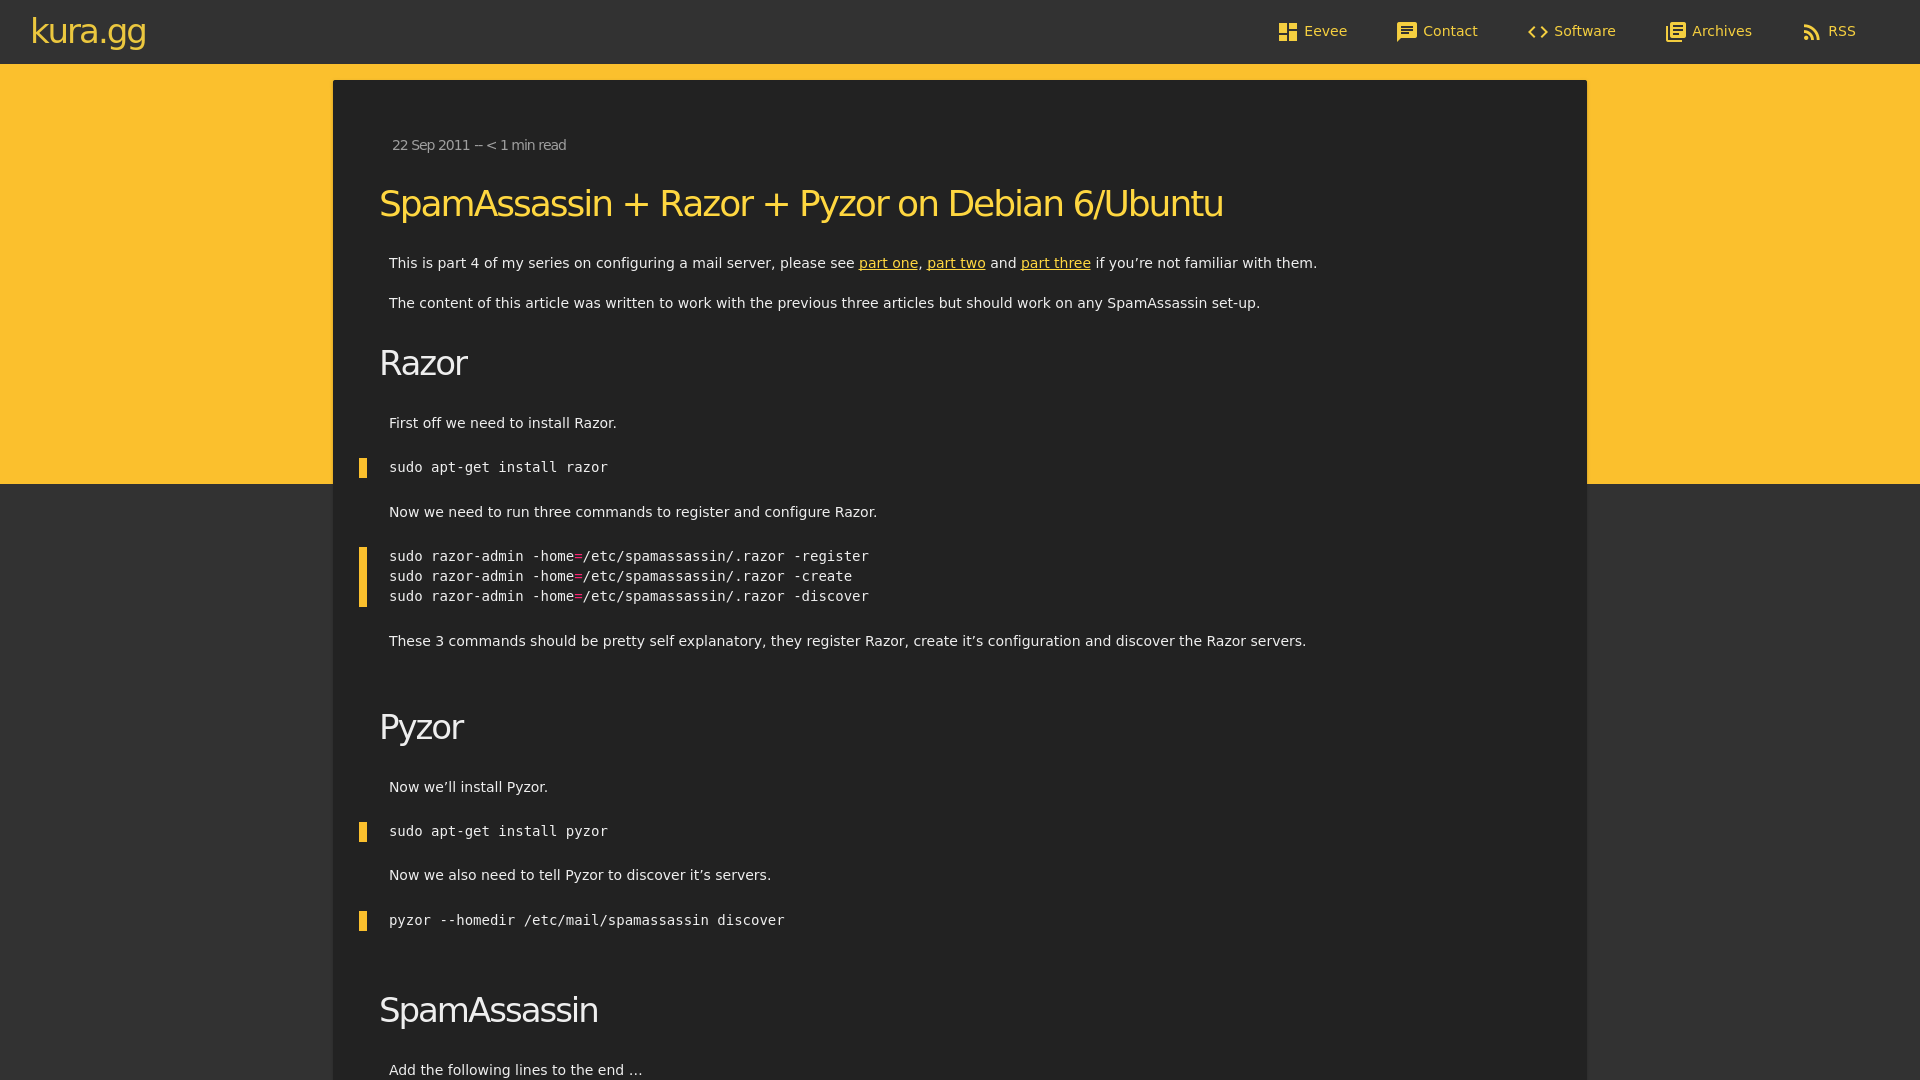 kura.gg
Eevee
Contact
Software
Archives
RSS
22 Sep 2011 – < 1 min read
SpamAssassin + Razor + Pyzor on Debian 6/Ubuntu
This is part 4 of my series on configuring a mail server, please see part one, part two and part three if you’re not familiar with them.
The content of this article was written to work with the previous three articles but should work on any SpamAssassin set-up.
Razor
First off we need to install Razor.
sudo apt-get install razor
Now we need to run three commands to register and configure Razor.
sudo razor-admin -home=/etc/spamassassin/.razor -register
sudo razor-admin -home=/etc/spamassassin/.razor -create
sudo razor-admin -home=/etc/spamassassin/.razor -discover
These 3 commands should be pretty self explanatory, they register Razor, create it’s configuration and discover the Razor servers.
Pyzor
Now we’ll install Pyzor.
sudo apt-get install pyzor
Now we also need to tell Pyzor to discover it’s servers.
pyzor --homedir /etc/mail/spamassassin discover
SpamAssassin
Add the following lines to the end …